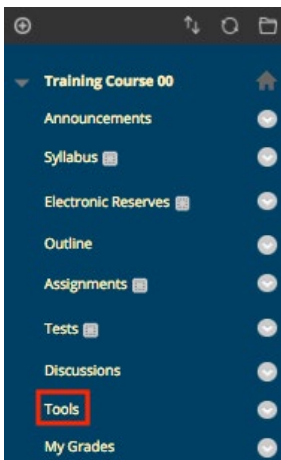 Training Course 00
Announcements
Syllabus
Electronic Reserves
Outline
Assignments
Tests
Discussions
Tools
My Grades